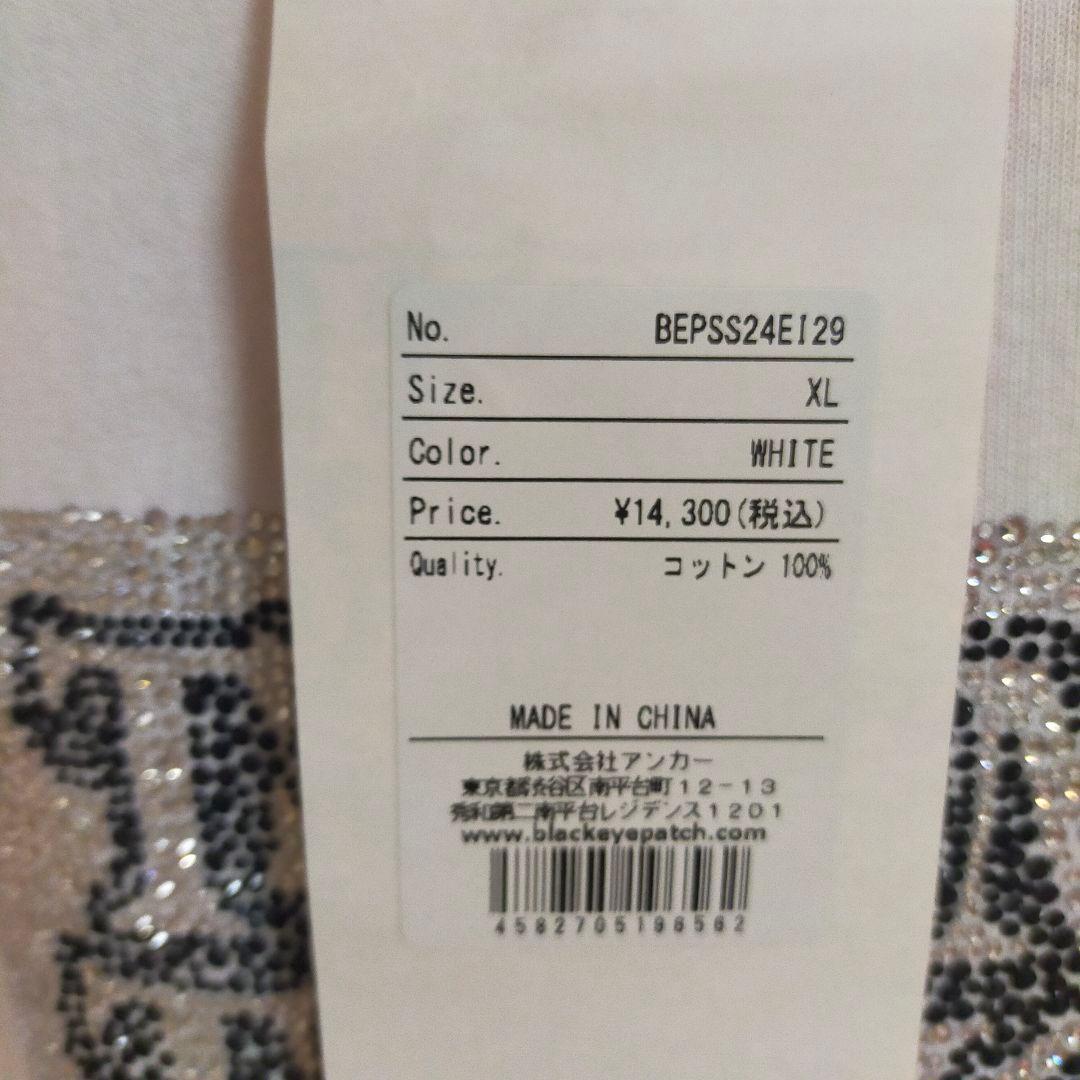 No. BEPSS24EI29
Size. XL
Color. WHITE
Price. ¥14,300(税込)
Quality. コットン 100%
MADE IN CHINA
株式会社アンカー
東京都渋谷区南平台町12-13
秀和第二南平台レジデンス1201
www.blackeyepatch.com
4582705196562